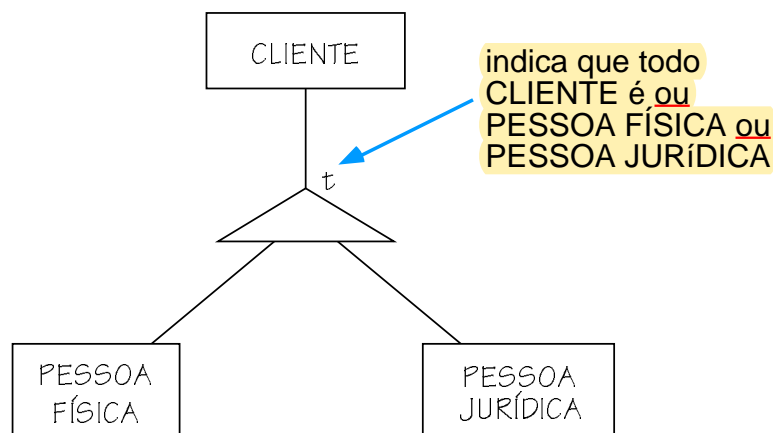 CLIENTE
indica que todo
CLIENTE é ou
PESSOA FÍSICA ou
PESSOA JURíDICA
t
PESSOA
FÍSICA
PESSOA
JURÍDICA